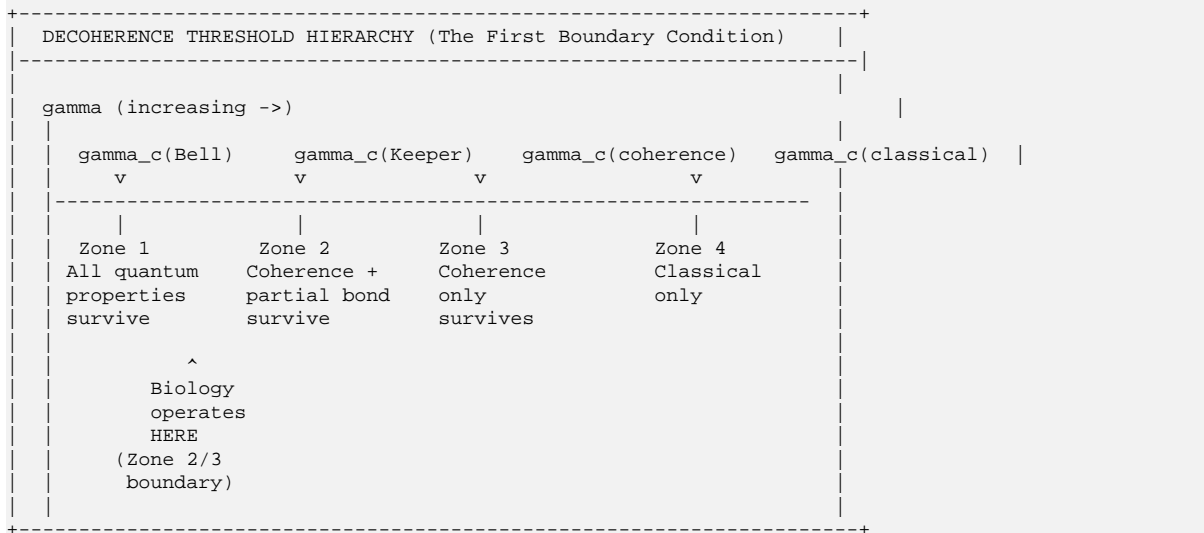 +----------------------------------------------------------------------+
|  DECOHERENCE THRESHOLD HIERARCHY (The First Boundary Condition)    |
|----------------------------------------------------------------------|
|                                                                    |
|  gamma (increasing ->)                                                  |
|  |                                                                 |
|  |  gamma_c(Bell)     gamma_c(Keeper)    gamma_c(coherence)   gamma_c(classical)  |
|  |     v              v              v                 v           |
|  |---------------------------------------------------------------  |
|  |     |              |              |                 |           |
|  |  Zone 1         Zone 2         Zone 3            Zone 4         |
|  | All quantum    Coherence +     Coherence         Classical      |
|  | properties     partial bond    only              only           |
|  | survive        survive         survives                         |
|  |                                                                 |
|  |           ^                                                     |
|  |        Biology                                                  |
|  |        operates                                                 |
|  |        HERE                                                     |
|  |     (Zone 2/3                                                   |
|  |      boundary)                                                  |
|  |                                                                 |
+----------------------------------------------------------------------+